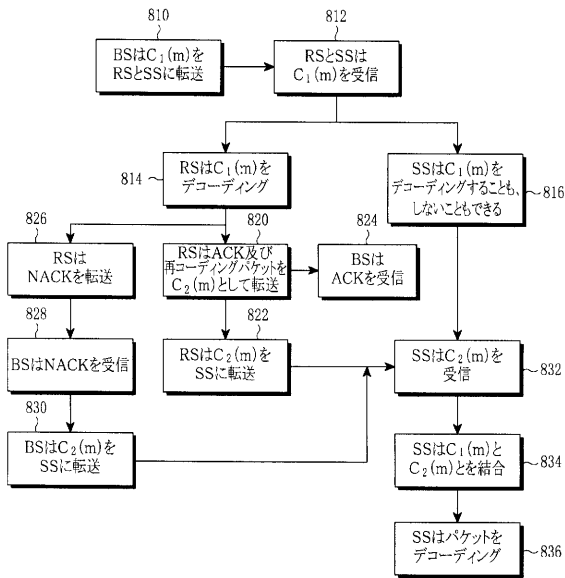 810
BSはC₁(m)を
RSとSSに転送
812
RSとSSは
C₁(m)を受信
814
RSはC₁(m)を
デコーディング
SSはC₁(m)を
デコーディングすることも、
しないこともできる
816
826
RSは
NACKを転送
820
RSはACK及び
再コーディングパケットを
C₂(m)として転送
824
BSは
ACKを受信
828
BSはNACKを受信
822
RSはC₂(m)を
SSに転送
SSはC₂(m)を
受信
832
830
BSはC₂(m)を
SSに転送
SSはC₁(m)と
C₂(m)とを結合
834
SSはパケットを
デコーディング
836